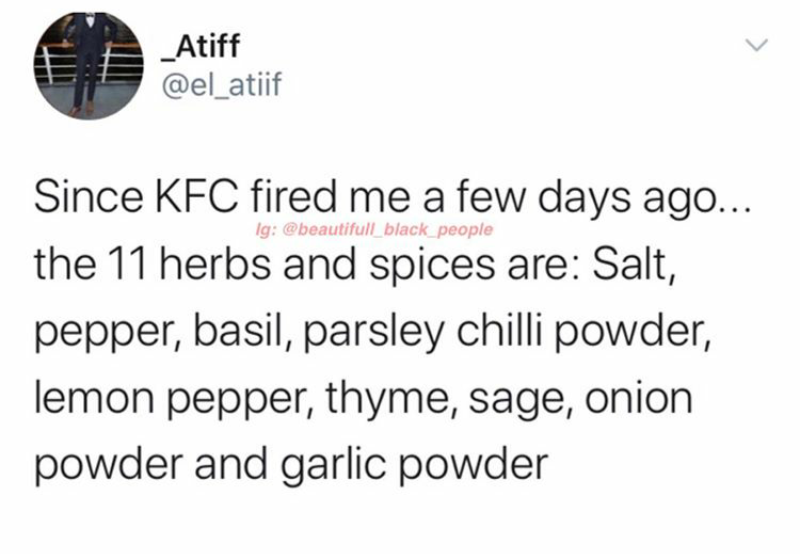 _Atiff
@el_atiif
Since KFC fired me a few days ago...
Ig: @beautifull_black_people
the 11 herbs and spices are: Salt,
pepper, basil, parsley chilli powder,
lemon pepper, thyme, sage, onion
powder and garlic powder